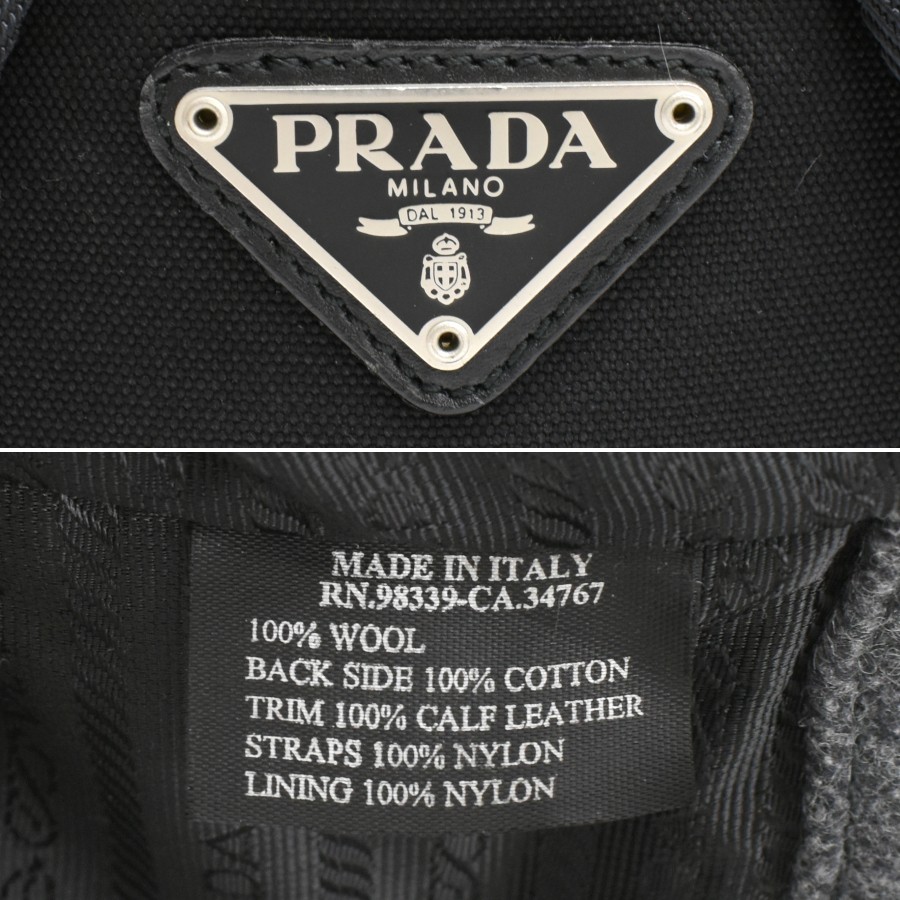 PRADA
MILANO
DAL 1913
MADE IN ITALY
RN.98339-CA.34767
100% WOOL
BACK SIDE 100% COTTON
TRIM 100% CALF LEATHER
STRAPS 100% NYLON
LINING 100% NYLON